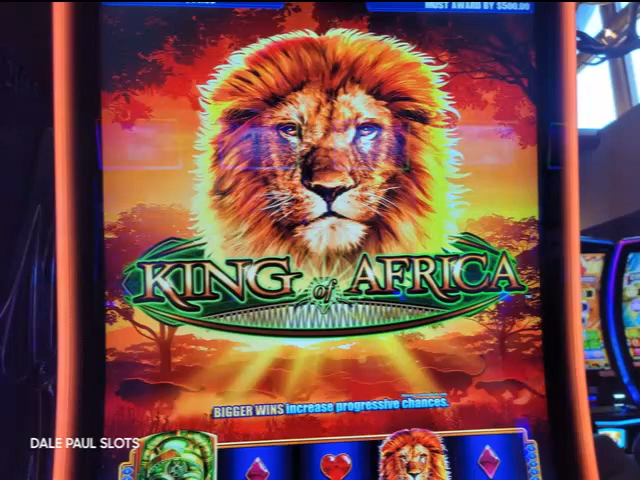 MUST AWARD BY $500.00
KING of AFRICA
BIGGER WINS increase progressive chances.
DALE PAUL SLOTS